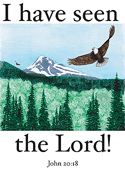 I have seen
the Lord!
John 20:18